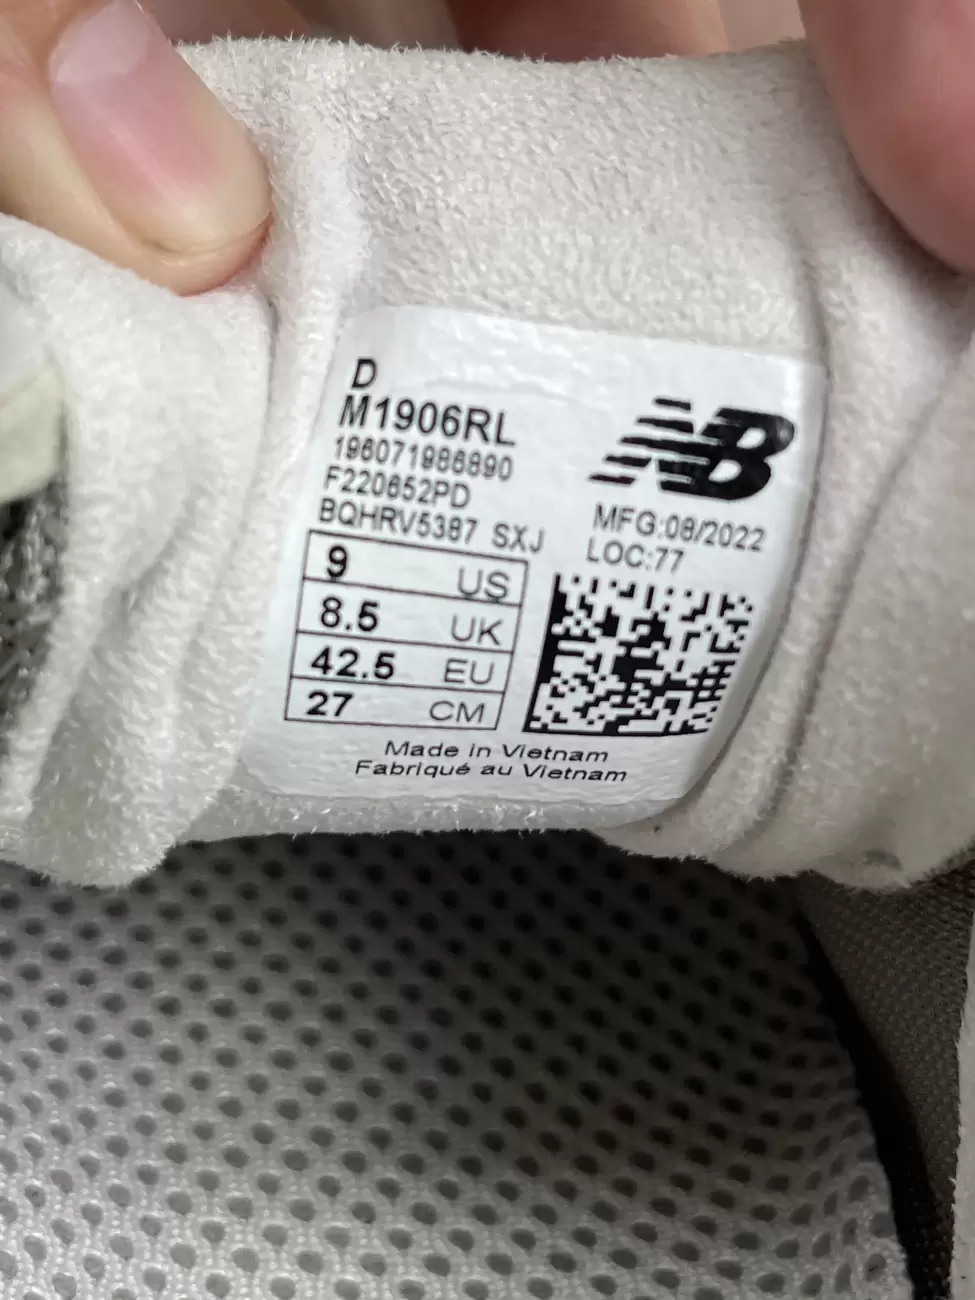 D
M1906RL
196071986890
F220652PD
BQHRV5387 SXJ
NB
MFG:08/2022
LOC:77
9 US
8.5 UK
42.5 EU
27 CM
Made in Vietnam
Fabriqué au Vietnam